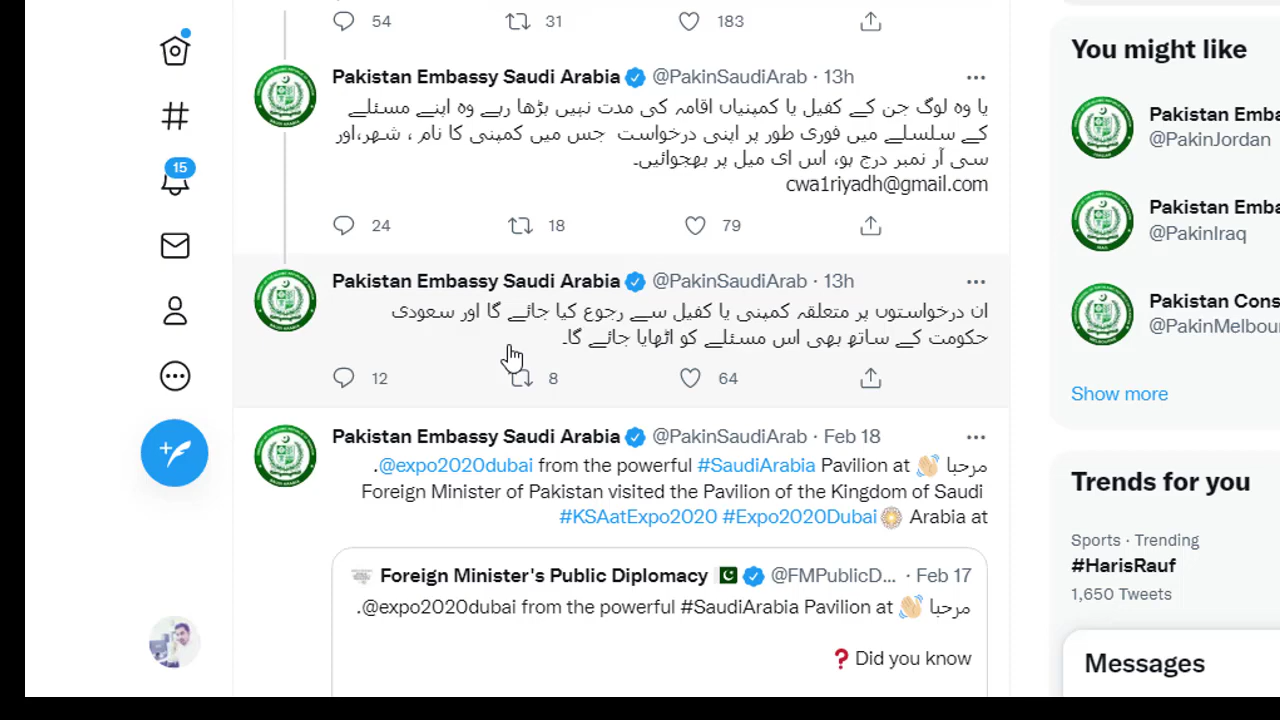 54 31 183
Pakistan Embassy Saudi Arabia @PakinSaudiArab · 13h
یا وہ لوگ جن کے کفیل یا کمپنیاں اقامہ کی مدت نہیں بڑھا رہے وہ اپنے مسئلے
کے سلسلے میں فوری طور پر اپنی درخواست جس میں کمپنی کا نام ، شہر،اور
سی آر نمبر درج ہو، اس ای میل پر بھجوائیں۔
cwa1riyadh@gmail.com
24 18 79
Pakistan Embassy Saudi Arabia @PakinSaudiArab · 13h
ان درخواستوں پر متعلقہ کمپنی یا کفیل سے رجوع کیا جائے گا اور سعودی
حکومت کے ساتھ بھی اس مسئلے کو اٹھایا جائے گا۔
12 8 64
Pakistan Embassy Saudi Arabia @PakinSaudiArab · Feb 18
.@expo2020dubai from the powerful #SaudiArabia Pavilion at 👋🏼 مرحبا
Foreign Minister of Pakistan visited the Pavilion of the Kingdom of Saudi
#KSAatExpo2020 #Expo2020Dubai Arabia at
Foreign Minister's Public Diplomacy 🇵🇰 @FMPublicD... · Feb 17
.@expo2020dubai from the powerful #SaudiArabia Pavilion at 👋🏼 مرحبا
❓ Did you know
15
You might like
Pakistan Emba
@PakinJordan
Pakistan Emba
@PakinIraq
Pakistan Cons
@PakinMelbou
Show more
Trends for you
Sports · Trending
#HarisRauf
1,650 Tweets
Messages